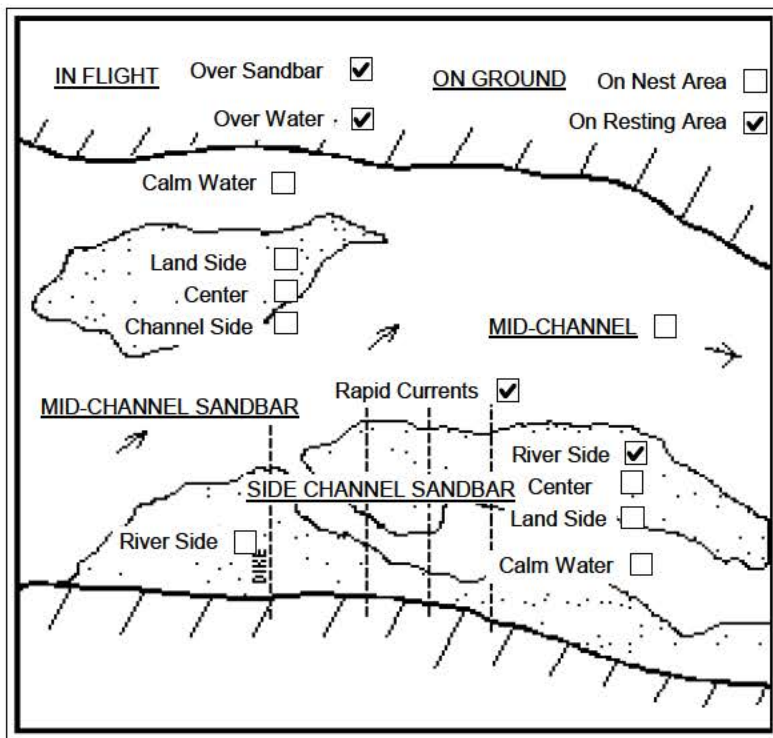 IN FLIGHT Over Sandbar ON GROUND On Nest Area
Over Water On Resting Area
Calm Water
Land Side
Center
Channel Side
MID-CHANNEL
Rapid Currents
MID-CHANNEL SANDBAR
River Side
SIDE CHANNEL SANDBAR Center
Land Side
River Side
DIKE
Calm Water